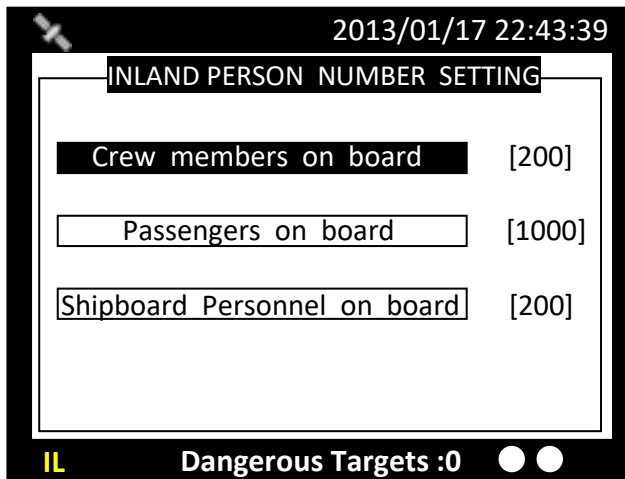 2013/01/17 22:43:39
INLAND PERSON NUMBER SETTING
Crew members on board [200]
Passengers on board [1000]
Shipboard Personnel on board [200]
IL Dangerous Targets :0